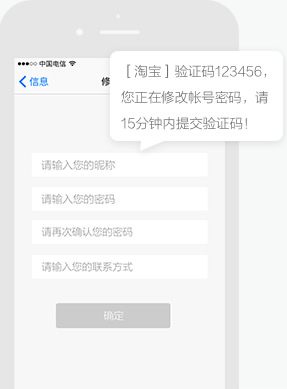 中国电信
信息
修
［淘宝］验证码123456，
您正在修改帐号密码，请
15分钟内提交验证码！
请输入您的昵称
请输入您的密码
请再次确认您的密码
请输入您的联系方式
确定